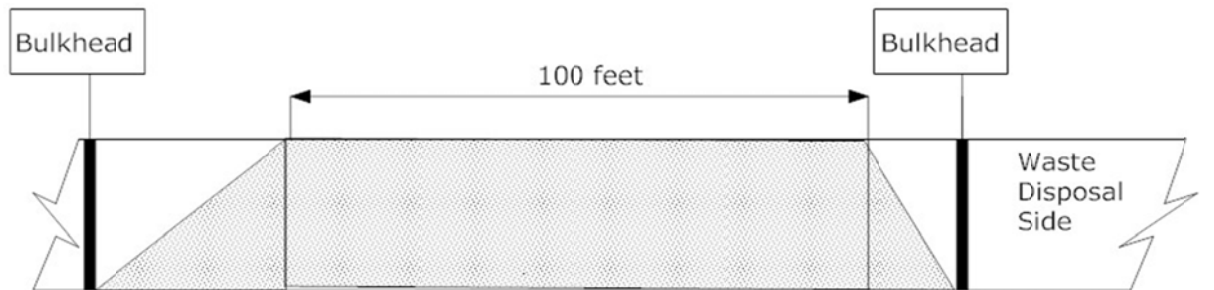 Bulkhead
Bulkhead
100 feet
Waste
Disposal
Side